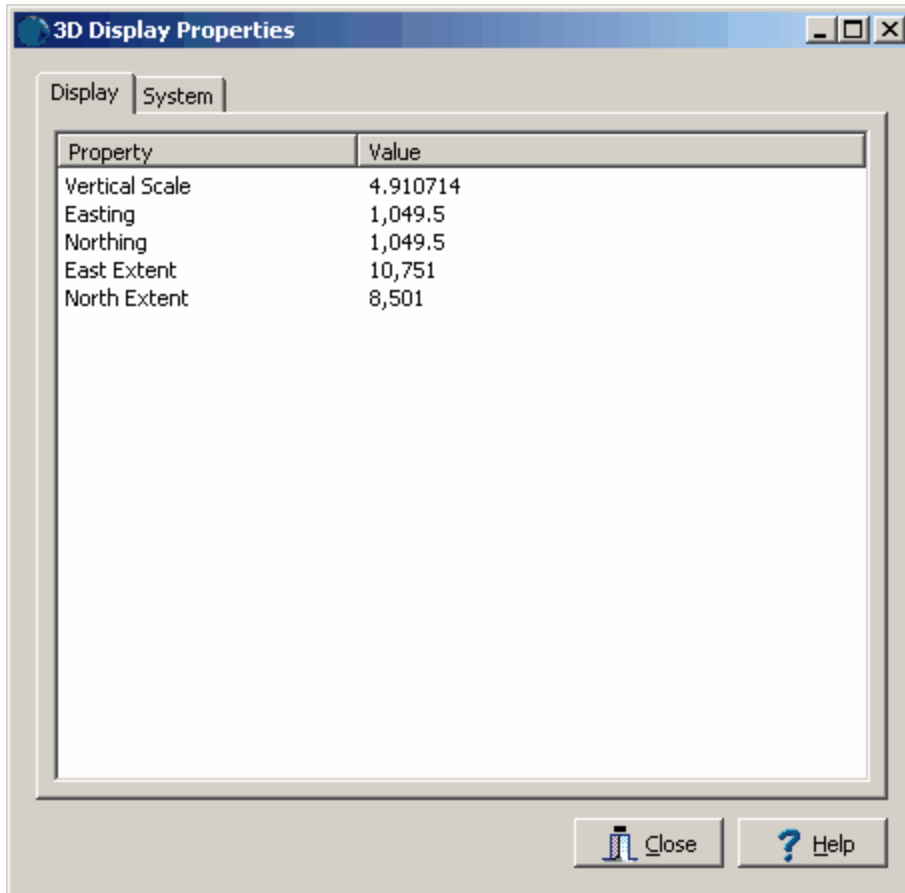 3D Display Properties
Display System
Property Value
Vertical Scale 4.910714
Easting 1,049.5
Northing 1,049.5
East Extent 10,751
North Extent 8,501
Close ? Help